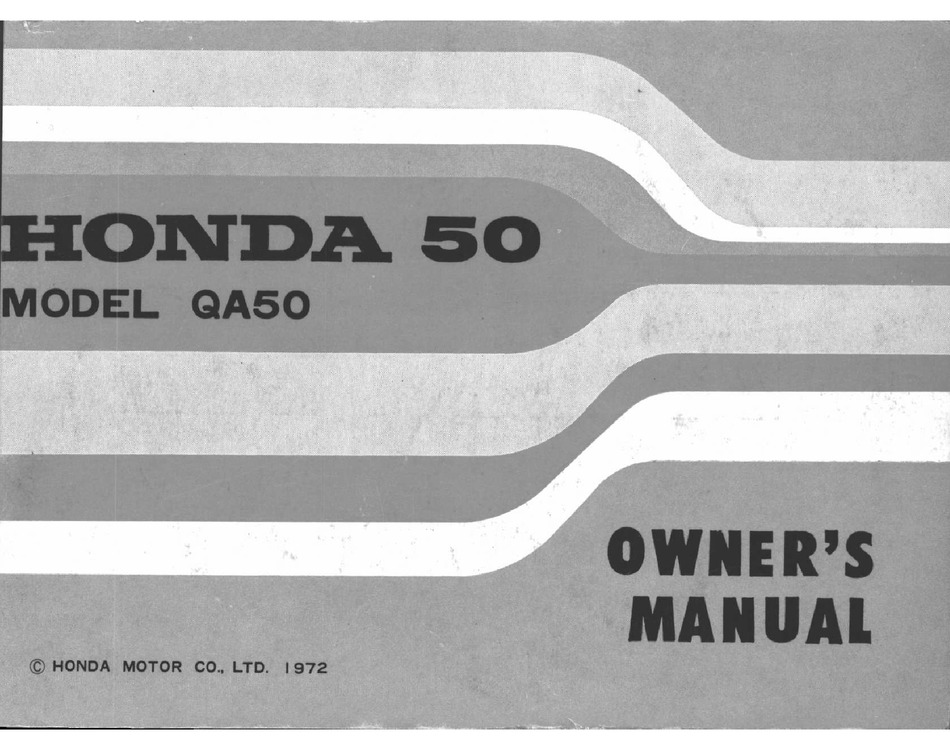 HONDA 50
MODEL QA50
OWNER'S
MANUAL
© HONDA MOTOR CO., LTD. 1972